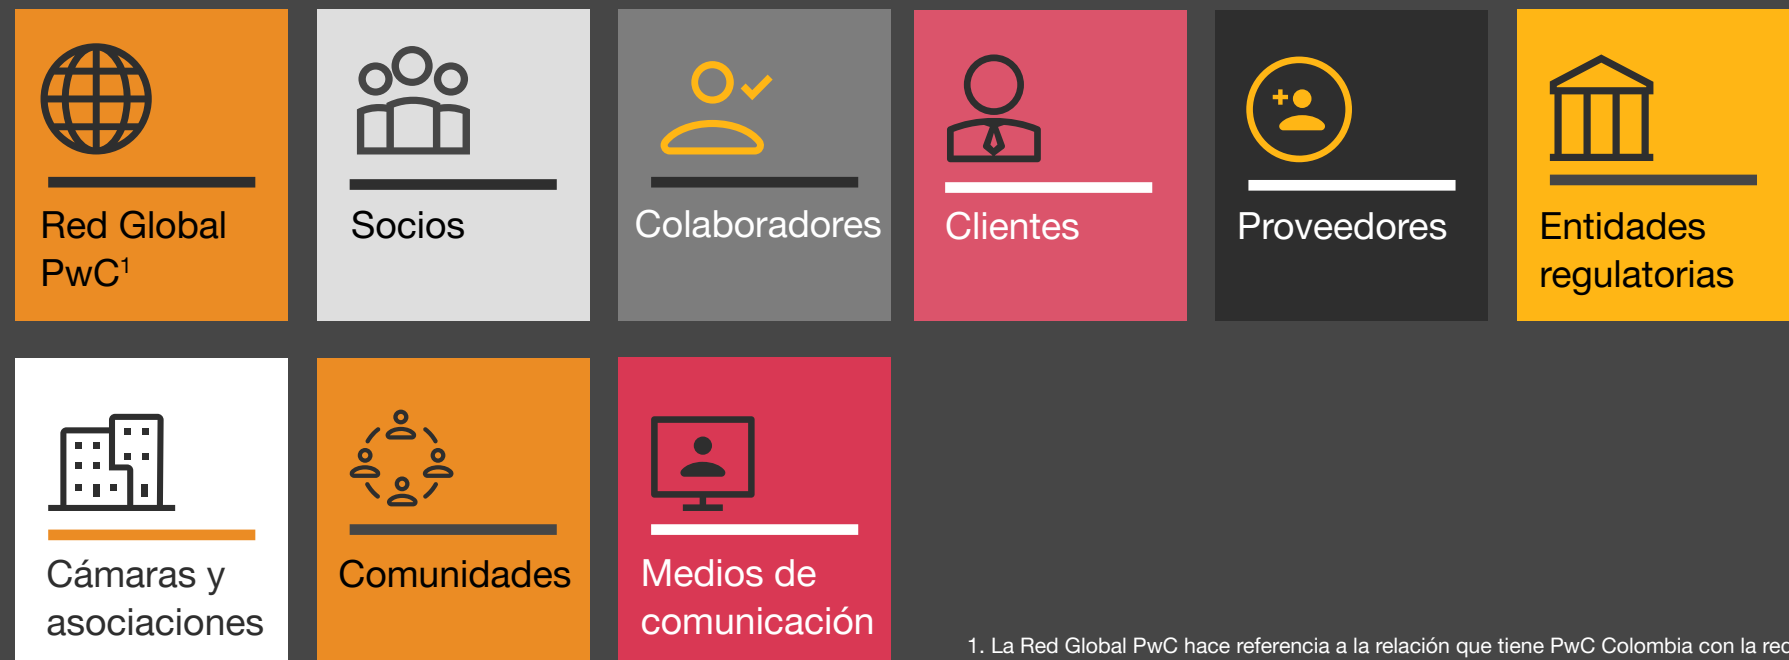 Red Global
PwC¹
Socios
Colaboradores
Clientes
Proveedores
Entidades
regulatorias
Cámaras y
asociaciones
Comunidades
Medios de
comunicación
1. La Red Global PwC hace referencia a la relación que tiene PwC Colombia con la red